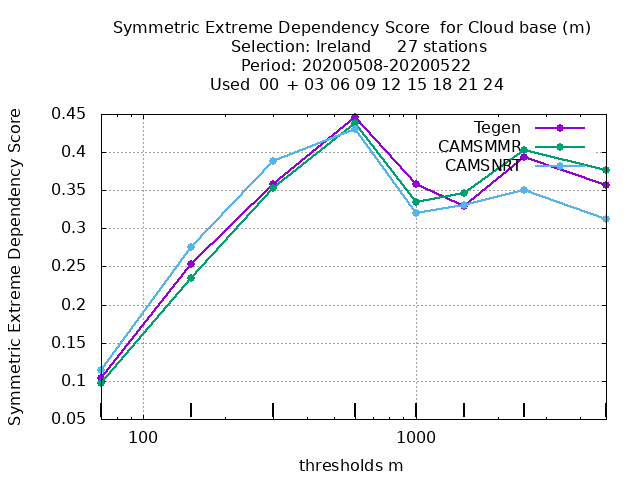 Symmetric Extreme Dependency Score  for Cloud base (m)
Selection: Ireland     27 stations
Period: 20200508-20200522
Used  00 + 03 06 09 12 15 18 21 24
Symmetric Extreme Dependency Score
0.45
0.4
0.35
0.3
0.25
0.2
0.15
0.1
0.05
Tegen
CAMSMMR
CAMSNRT
100
1000
thresholds m